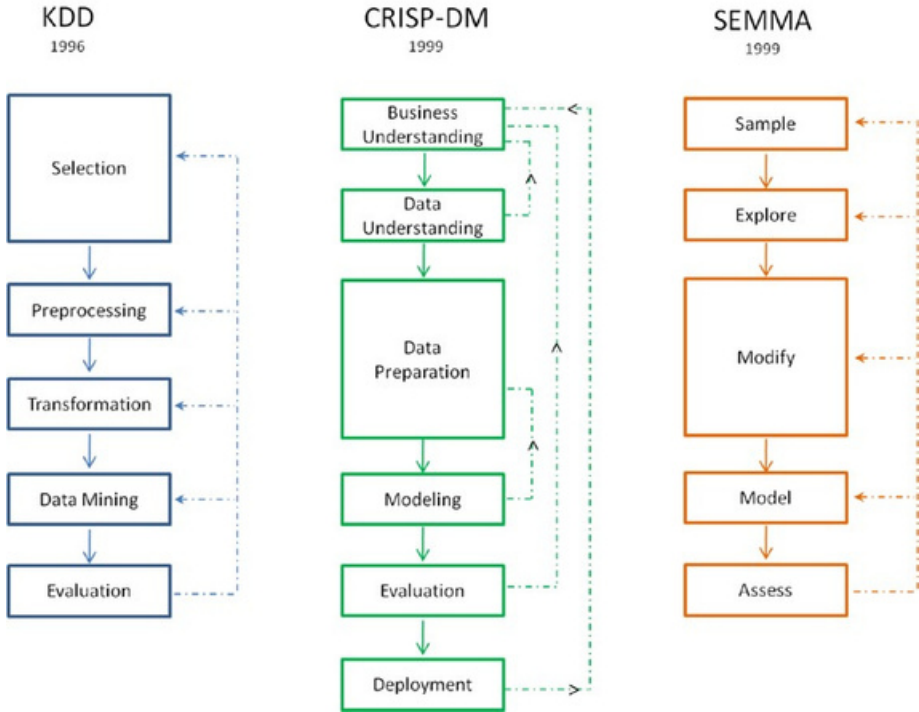 KDD
1996
Selection
Preprocessing
Transformation
Data Mining
Evaluation
CRISP-DM
1999
Business
Understanding
Data
Understanding
Data
Preparation
Modeling
Evaluation
Deployment
SEMMA
1999
Sample
Explore
Modify
Model
Assess